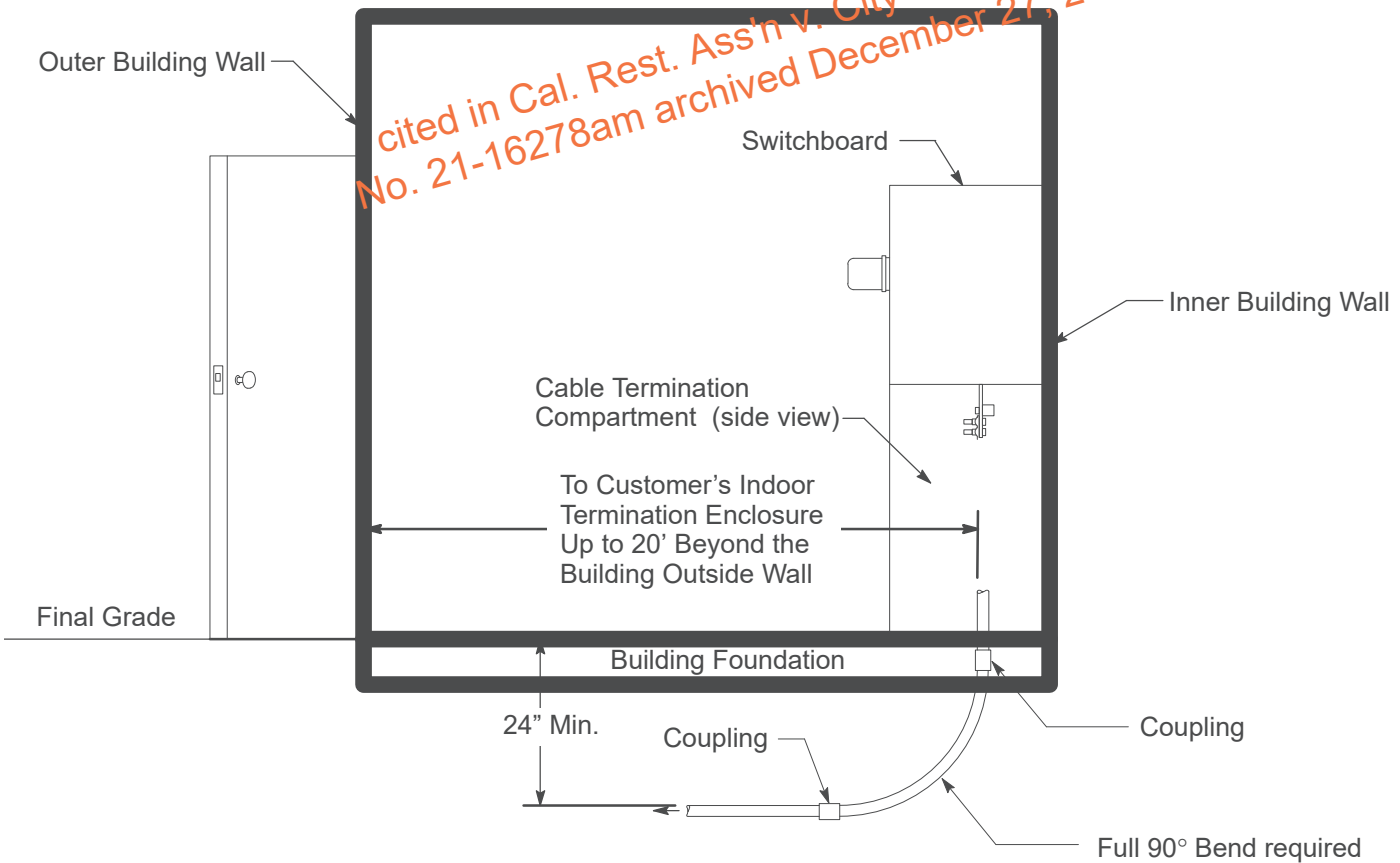 cited in Cal. Rest. Ass'n v. City
No. 21-16278am archived December 27, 2
Outer Building Wall
Switchboard
Inner Building Wall
Cable Termination
Compartment (side view)
To Customer’s Indoor
Termination Enclosure
Up to 20’ Beyond the
Building Outside Wall
Final Grade
Building Foundation
24” Min.
Coupling
Coupling
Full 90° Bend required